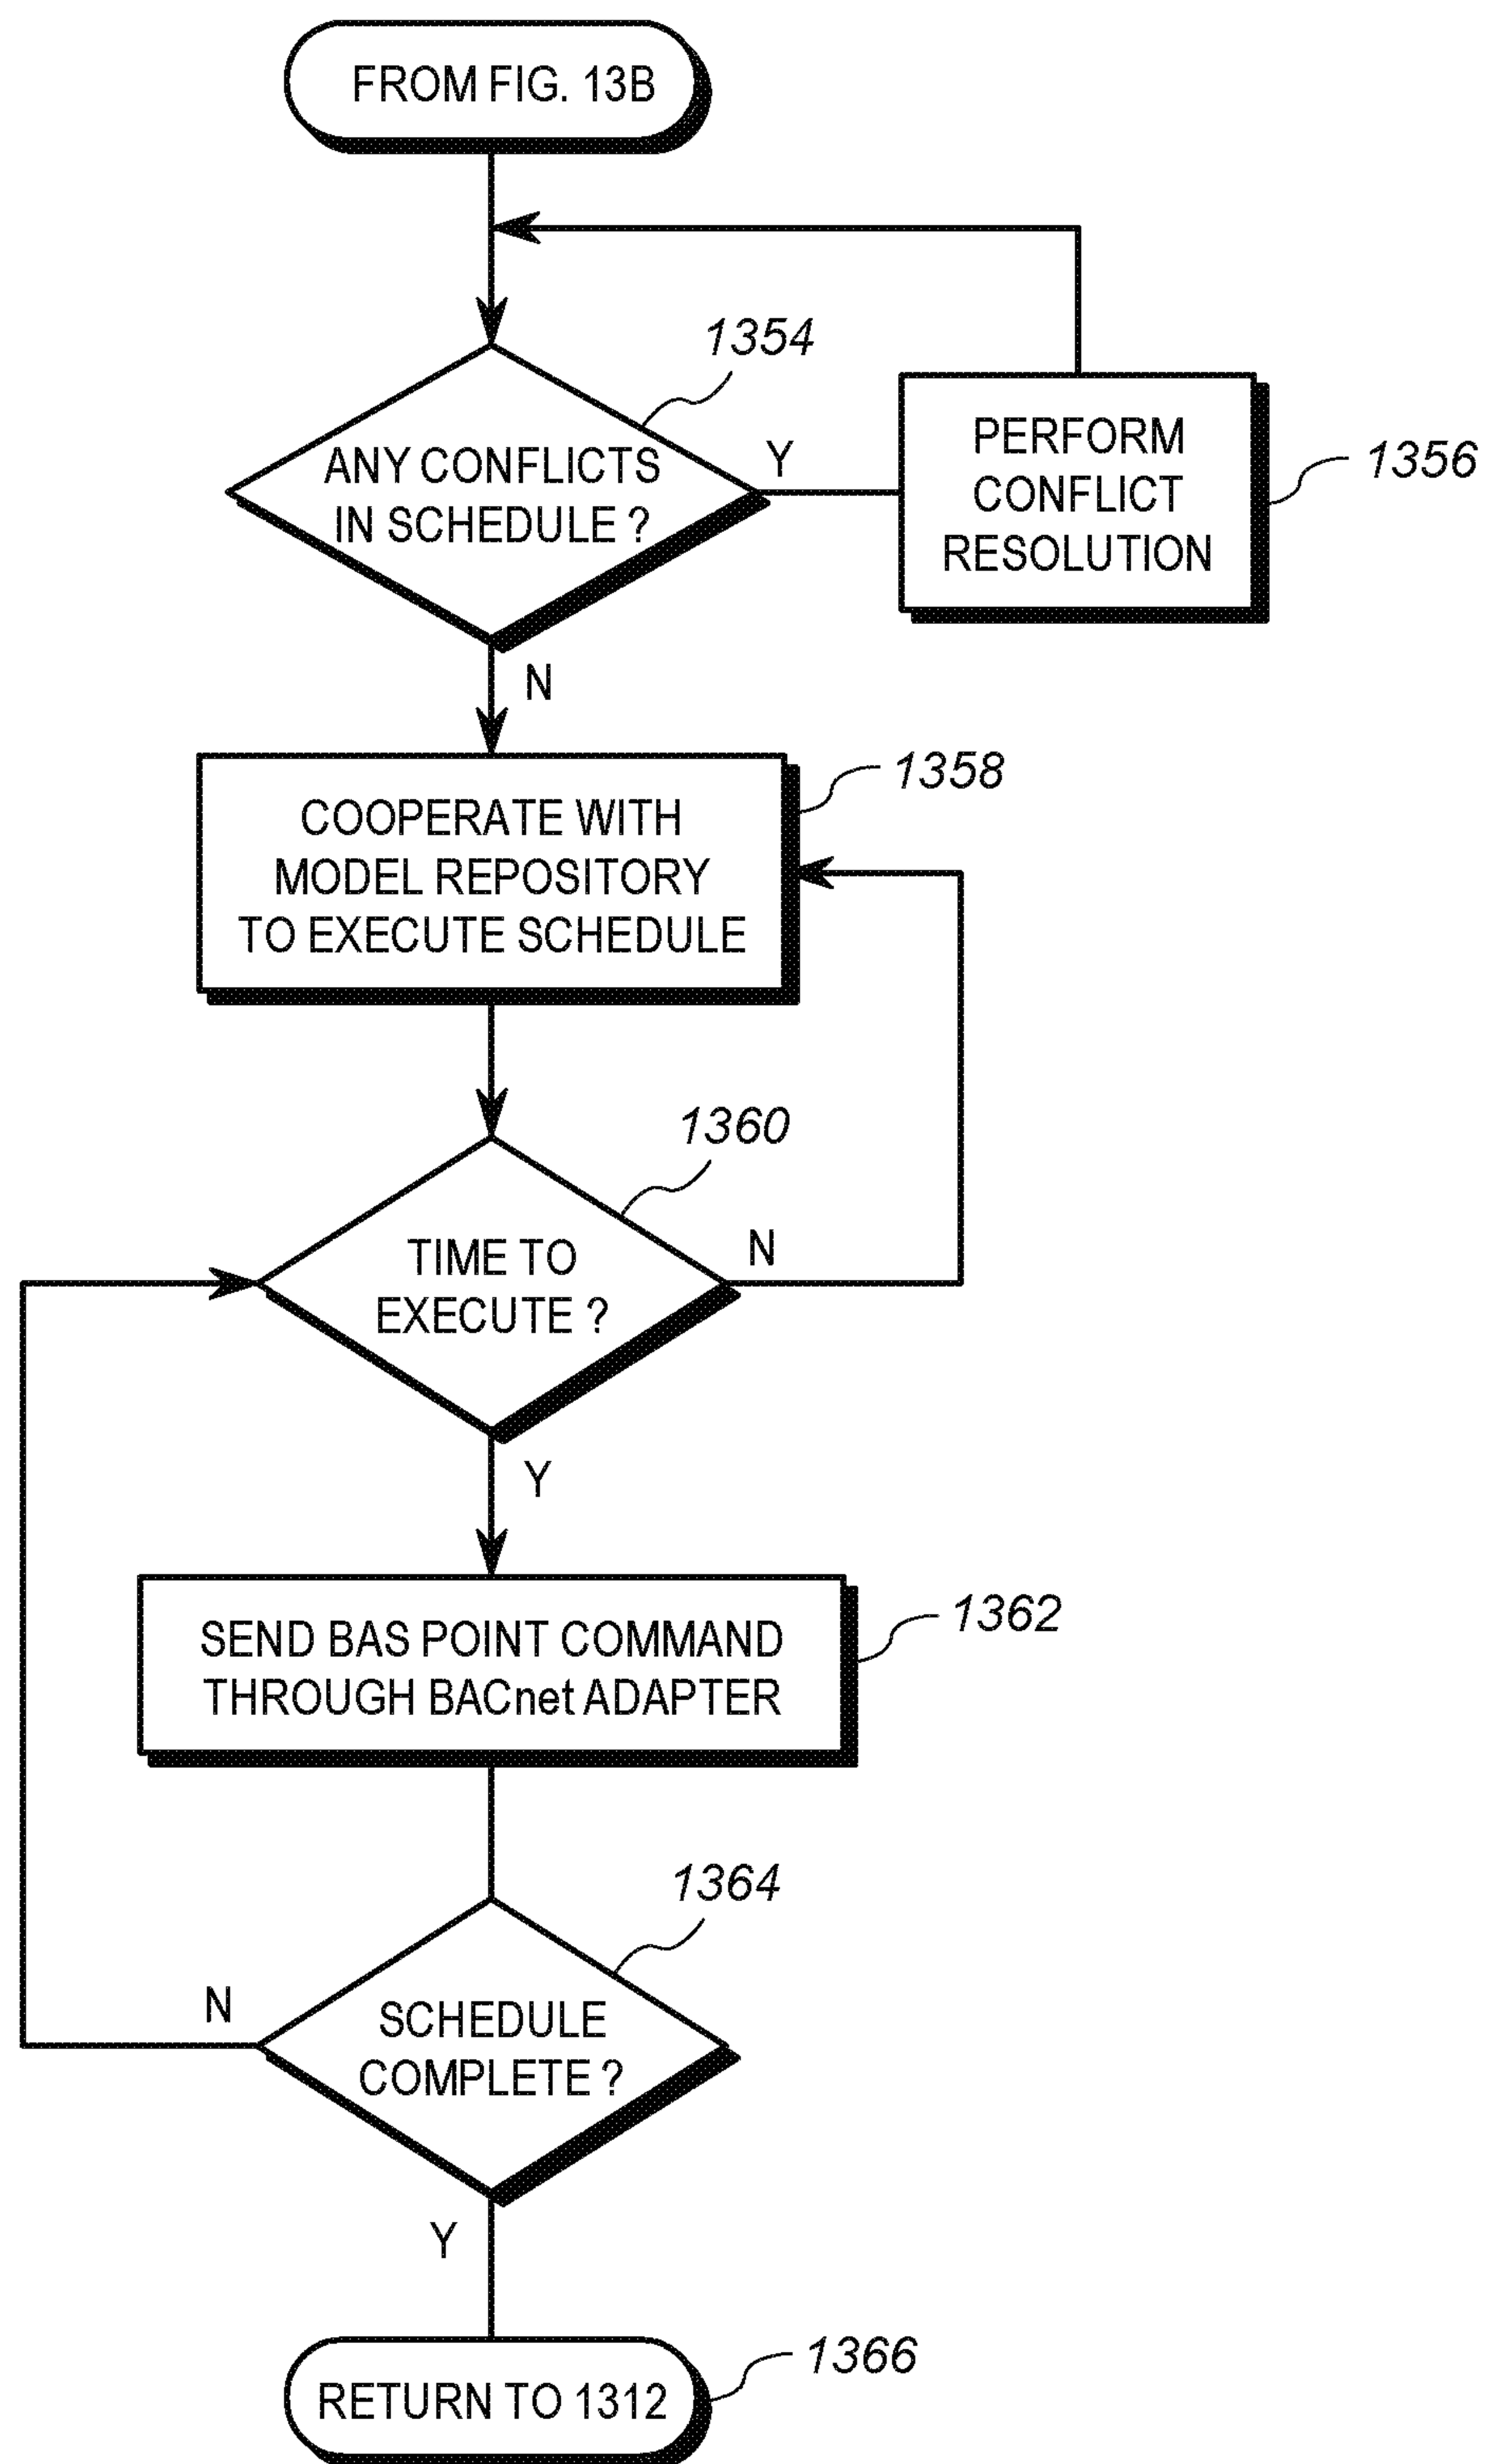 FROM FIG. 13B
1354
ANY CONFLICTS
IN SCHEDULE ?
Y
PERFORM
CONFLICT
RESOLUTION
1356
N
1358
COOPERATE WITH
MODEL REPOSITORY
TO EXECUTE SCHEDULE
1360
TIME TO
EXECUTE ?
N
Y
1362
SEND BAS POINT COMMAND
THROUGH BACnet ADAPTER
1364
N
SCHEDULE
COMPLETE ?
Y
1366
RETURN TO 1312